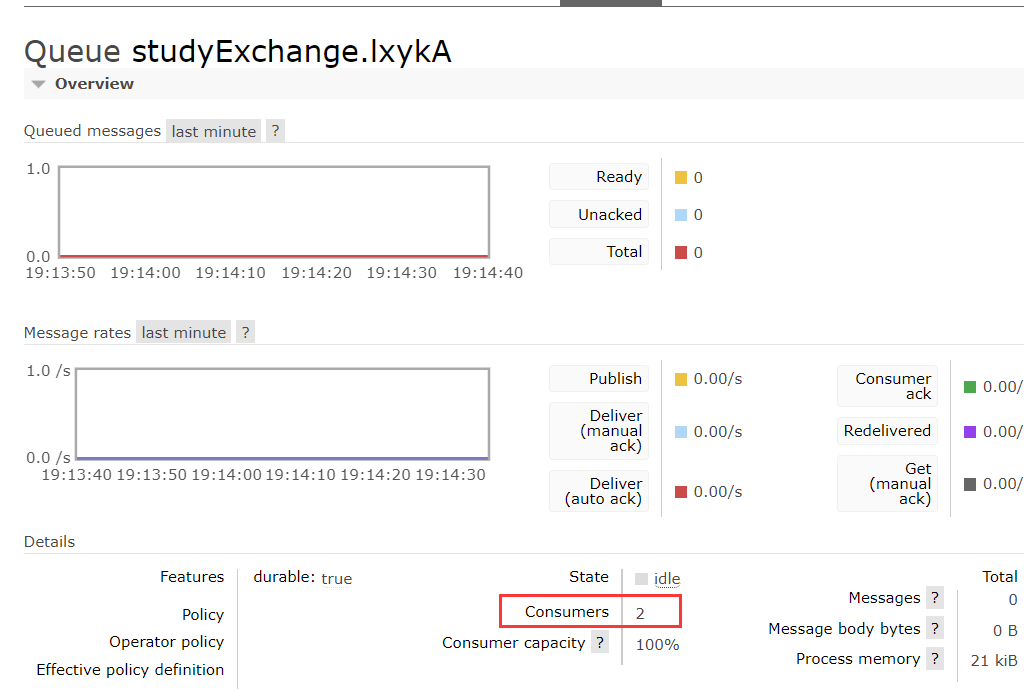 Queue studyExchange.lxykA
Overview
Queued messages last minute ?
1.0
0.0
19:13:50 19:14:00 19:14:10 19:14:20 19:14:30 19:14:40
Ready 0
Unacked 0
Total 0
Message rates last minute ?
1.0 /s
0.0 /s
19:13:40 19:13:50 19:14:00 19:14:10 19:14:20 19:14:30
Publish 0.00/s
Deliver
(manual 0.00/s
ack)
Deliver
(auto ack) 0.00/s
Consumer
ack 0.00/
Redelivered 0.00/
Get
(manual 0.00/
ack)
Details
Features durable: true
Policy
Operator policy
Effective policy definition
State idle
Consumers 2
Consumer capacity ? 100%
Total
Messages ? 0
Message body bytes ? 0 B
Process memory ? 21 kiB